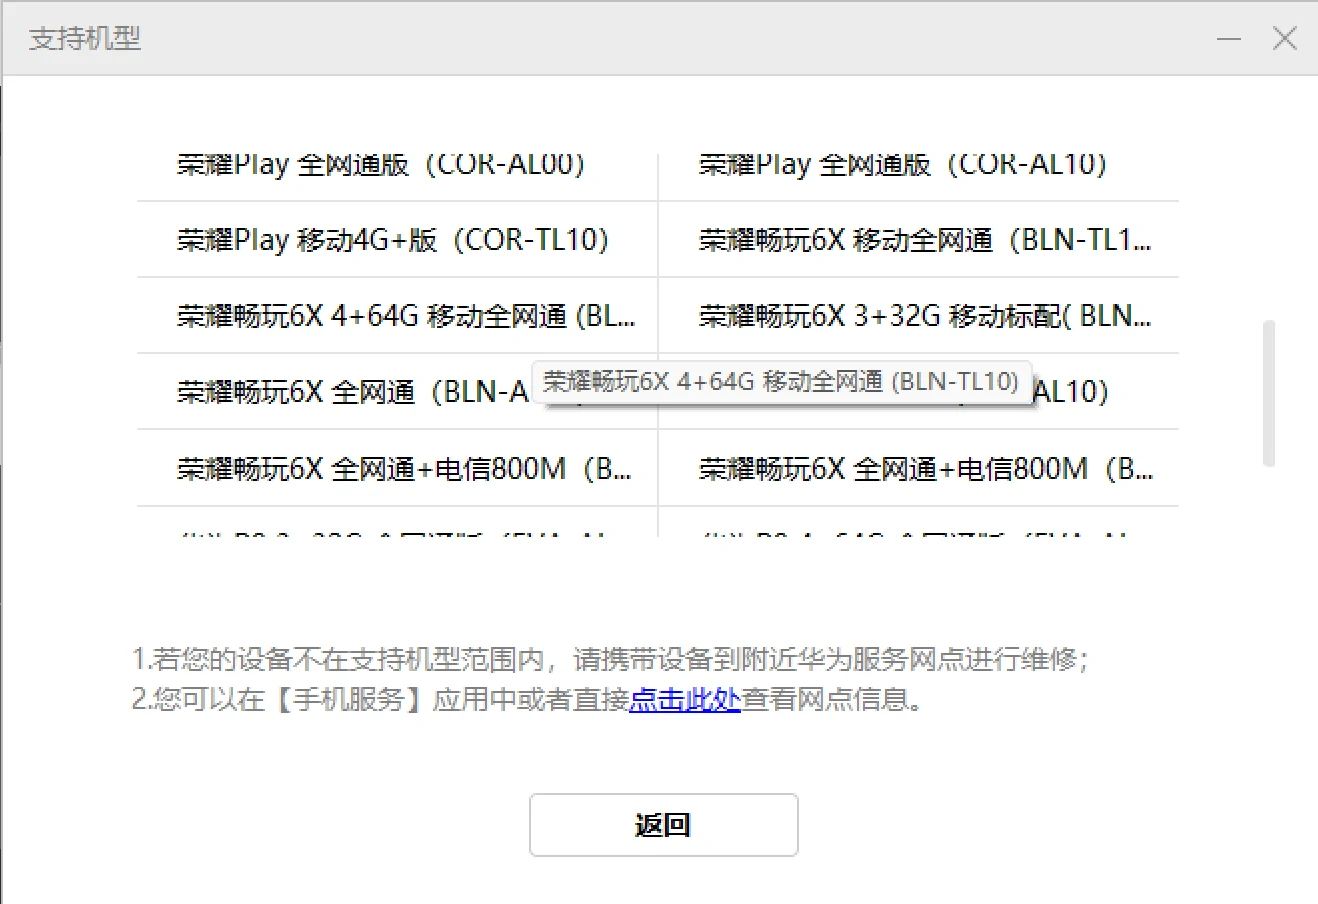 支持机型
荣耀Play 全网通版（COR-AL00）
荣耀Play 全网通版（COR-AL10）
荣耀Play 移动4G+版（COR-TL10）
荣耀畅玩6X 移动全网通（BLN-TL1...
荣耀畅玩6X 4+64G 移动全网通 (BL...
荣耀畅玩6X 3+32G 移动标配( BLN...
荣耀畅玩6X 全网通（BLN-A
荣耀畅玩6X 4+64G 移动全网通 (BLN-TL10)
AL10）
荣耀畅玩6X 全网通+电信800M（B...
荣耀畅玩6X 全网通+电信800M（B...
1.若您的设备不在支持机型范围内，请携带设备到附近华为服务网点进行维修；
2.您可以在【手机服务】应用中或者直接点击此处查看网点信息。
返回